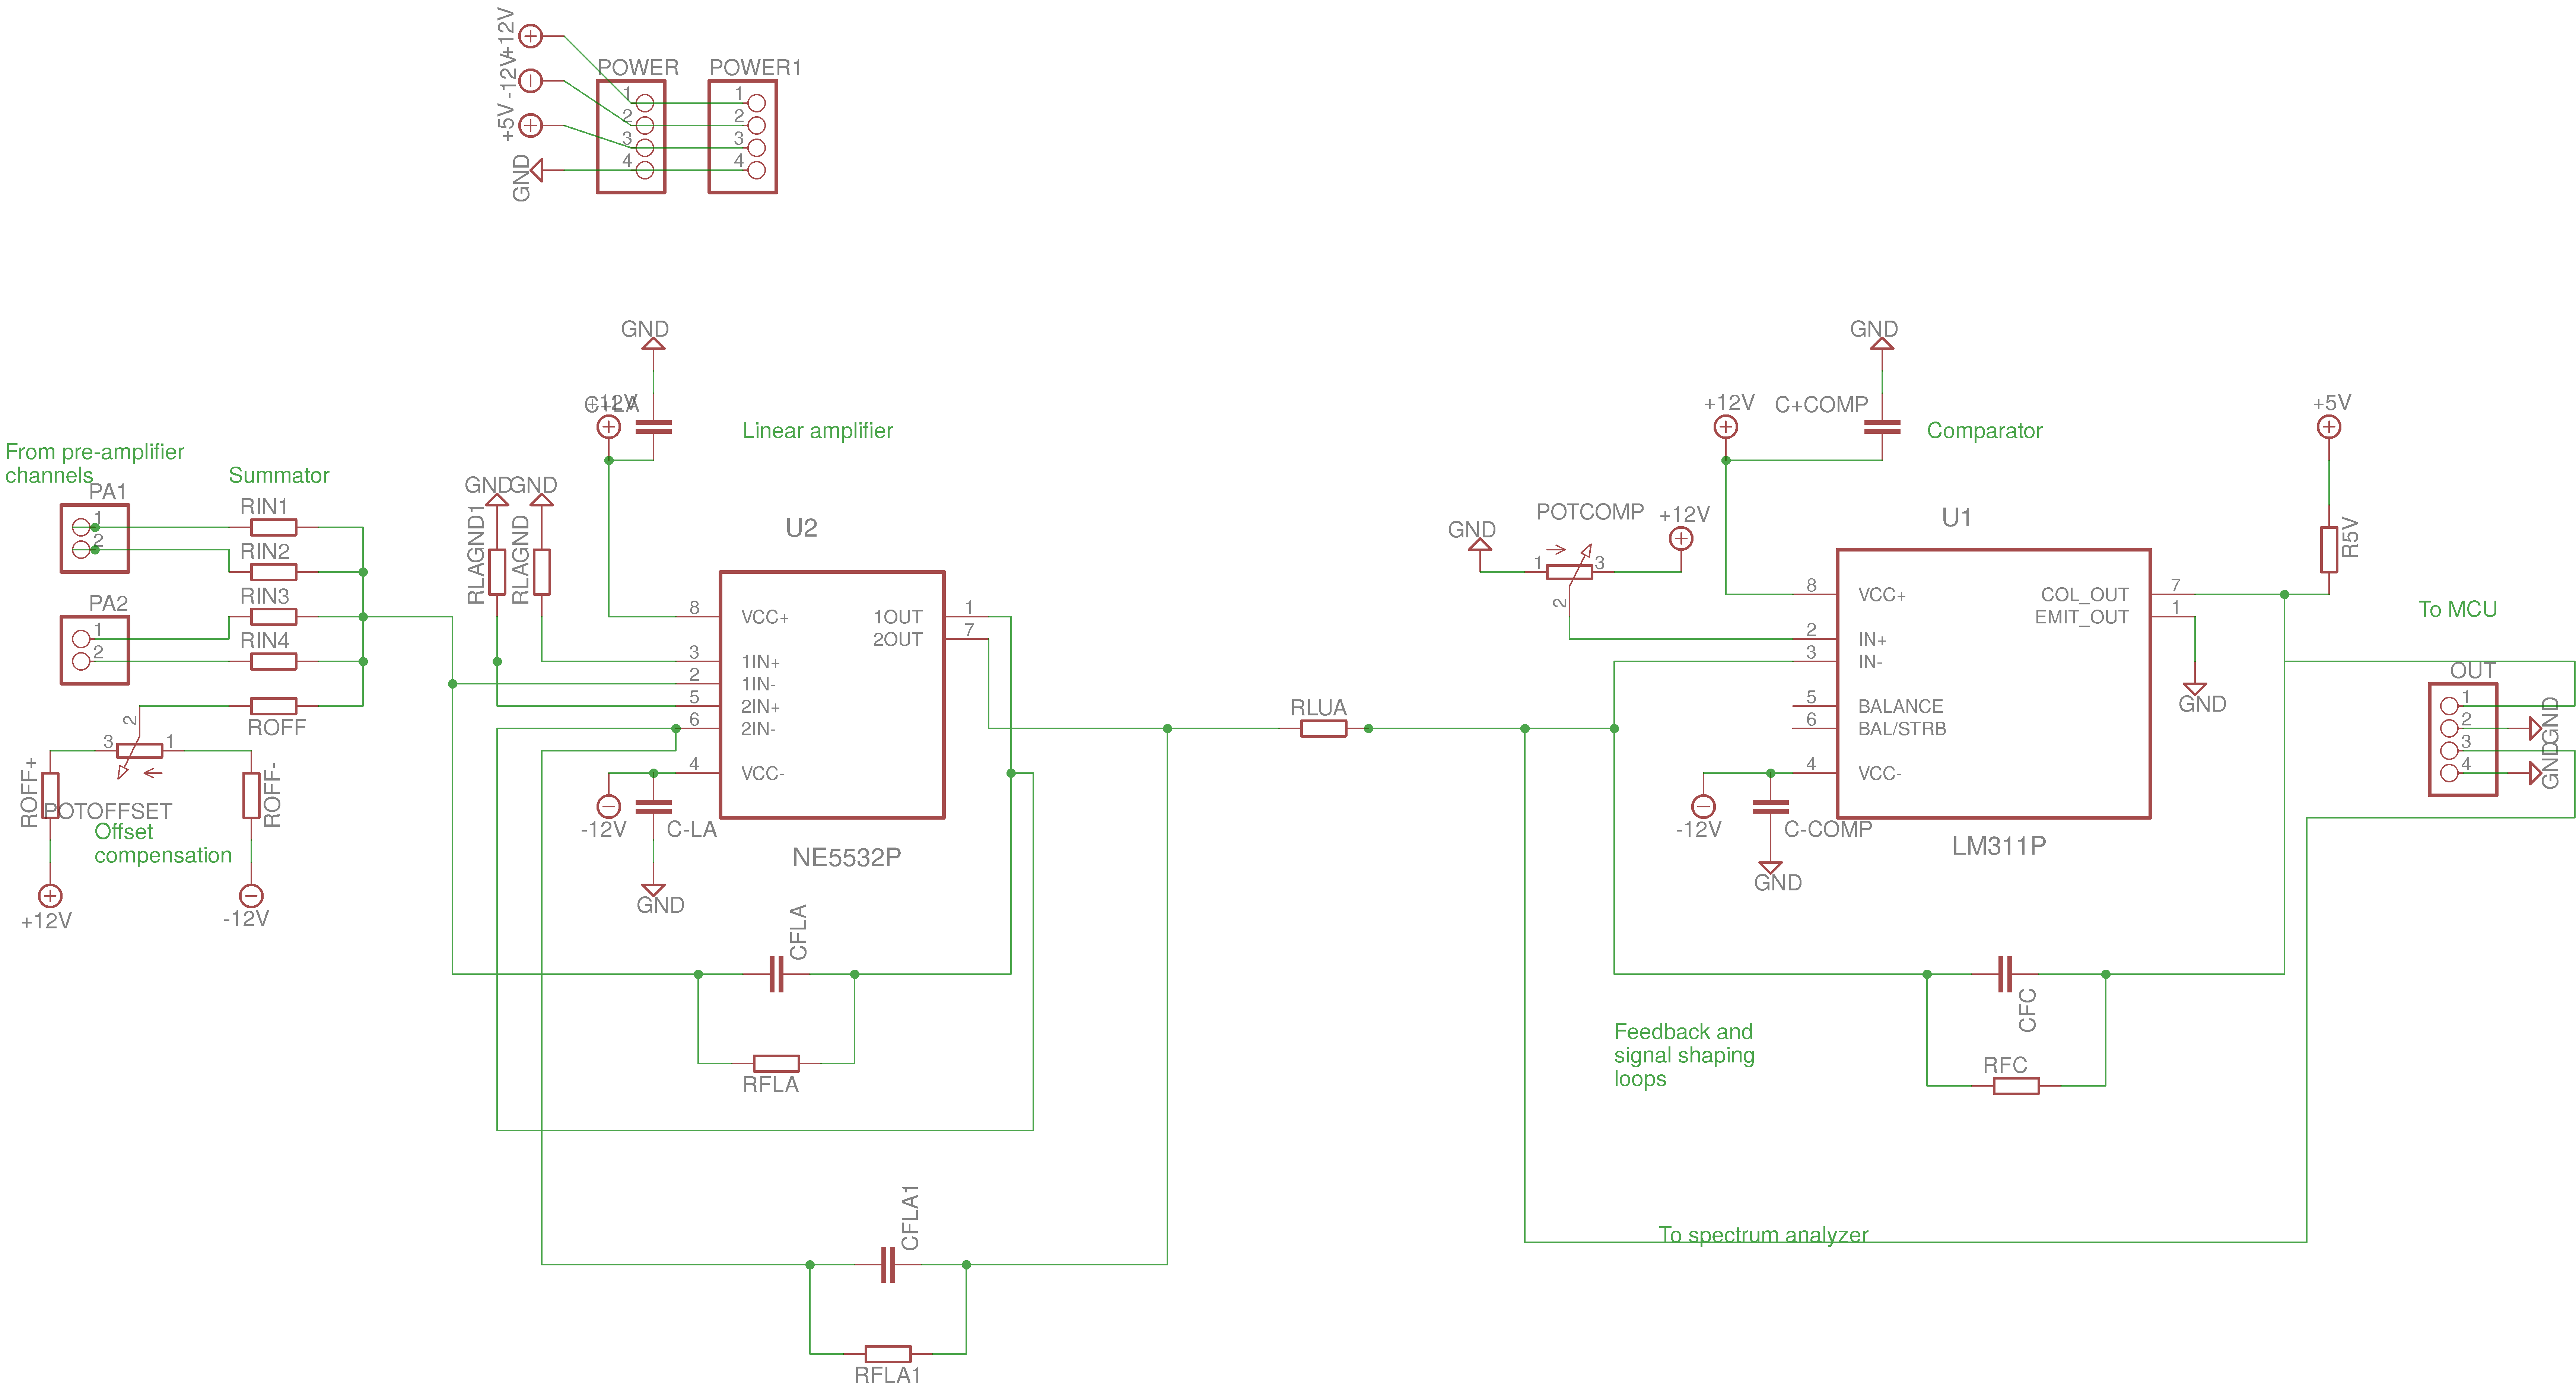 +12V
-12V
+5V
GND
POWER
1
2
3
4
POWER1
1
2
3
4
GND
+12V
C+LA
Linear amplifier
From pre-amplifier
channels
Summator
PA1
1
2
RIN1
RIN2
PA2
1
2
RIN3
RIN4
ROFF
2
3
1
ROFF+
POTOFFSET
ROFF-
Offset
compensation
+12V
-12V
GND
GND
RLAGND1
RLAGND
U2
8
3
2
5
6
4
VCC+
1IN+
1IN-
2IN+
2IN-
VCC-
1OUT
2OUT
1
7
NE5532P
-12V
C-LA
GND
CFLA
RFLA
CFLA1
RFLA1
RLUA
GND
+12V
C+COMP
Comparator
POTCOMP
GND
1
3
2
+12V
U1
8
2
3
5
6
4
VCC+
IN+
IN-
BALANCE
BAL/STRB
VCC-
COL_OUT
EMIT_OUT
7
1
LM311P
-12V
C-COMP
GND
GND
+5V
R5V
To MCU
OUT
1
2
3
4
GND
GND
CFC
RFC
Feedback and
signal shaping
loops
To spectrum analyzer